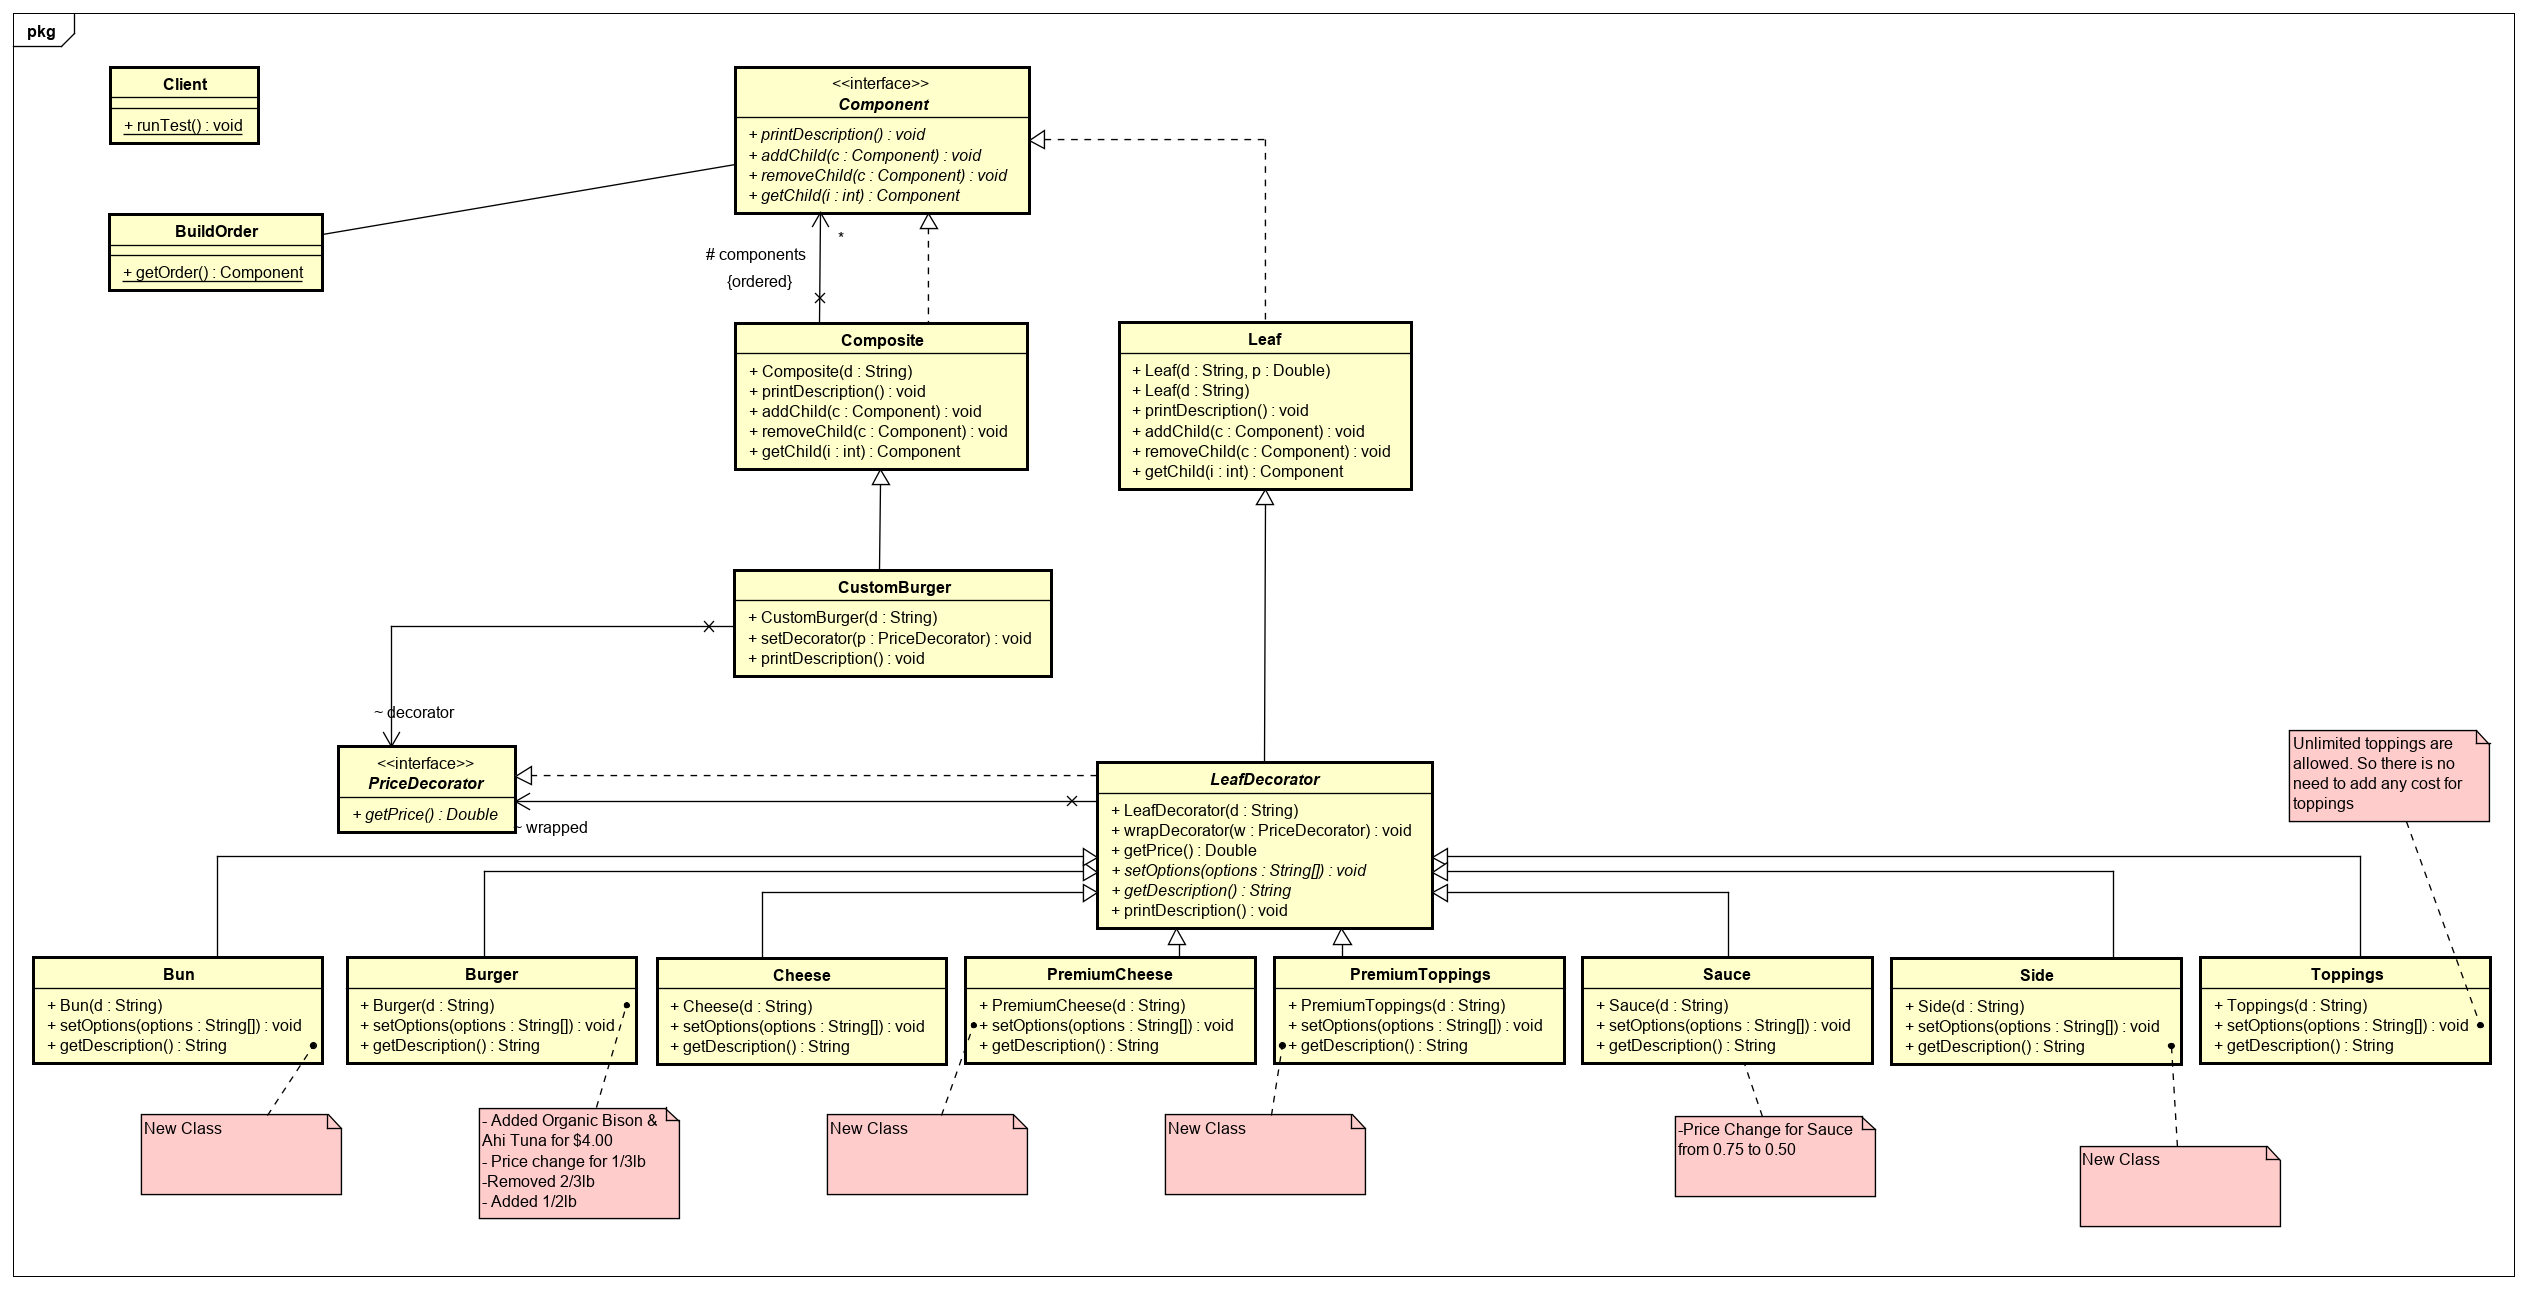 pkg
Client
+ runTest() : void
<<interface>>
Component
+ printDescription() : void
+ addChild(c : Component) : void
+ removeChild(c : Component) : void
+ getChild(i : int) : Component
BuildOrder
+ getOrder() : Component
*
# components
{ordered}
Composite
+ Composite(d : String)
+ printDescription() : void
+ addChild(c : Component) : void
+ removeChild(c : Component) : void
+ getChild(i : int) : Component
Leaf
+ Leaf(d : String, p : Double)
+ Leaf(d : String)
+ printDescription() : void
+ addChild(c : Component) : void
+ removeChild(c : Component) : void
+ getChild(i : int) : Component
CustomBurger
+ CustomBurger(d : String)
+ setDecorator(p : PriceDecorator) : void
+ printDescription() : void
~ decorator
<<interface>>
PriceDecorator
+ getPrice() : Double
~ wrapped
LeafDecorator
+ LeafDecorator(d : String)
+ wrapDecorator(w : PriceDecorator) : void
+ getPrice() : Double
+ setOptions(options : String[]) : void
+ getDescription() : String
+ printDescription() : void
Unlimited toppings are
allowed. So there is no
need to add any cost for
toppings
Bun
+ Bun(d : String)
+ setOptions(options : String[]) : void
+ getDescription() : String
Burger
+ Burger(d : String)
+ setOptions(options : String[]) : void
+ getDescription() : String
Cheese
+ Cheese(d : String)
+ setOptions(options : String[]) : void
+ getDescription() : String
PremiumCheese
+ PremiumCheese(d : String)
+ setOptions(options : String[]) : void
+ getDescription() : String
PremiumToppings
+ PremiumToppings(d : String)
+ setOptions(options : String[]) : void
+ getDescription() : String
Sauce
+ Sauce(d : String)
+ setOptions(options : String[]) : void
+ getDescription() : String
Side
+ Side(d : String)
+ setOptions(options : String[]) : void
+ getDescription() : String
Toppings
+ Toppings(d : String)
+ setOptions(options : String[]) : void
+ getDescription() : String
New Class
- Added Organic Bison &
Ahi Tuna for $4.00
- Price change for 1/3lb
-Removed 2/3lb
- Added 1/2lb
New Class
New Class
-Price Change for Sauce
from 0.75 to 0.50
New Class